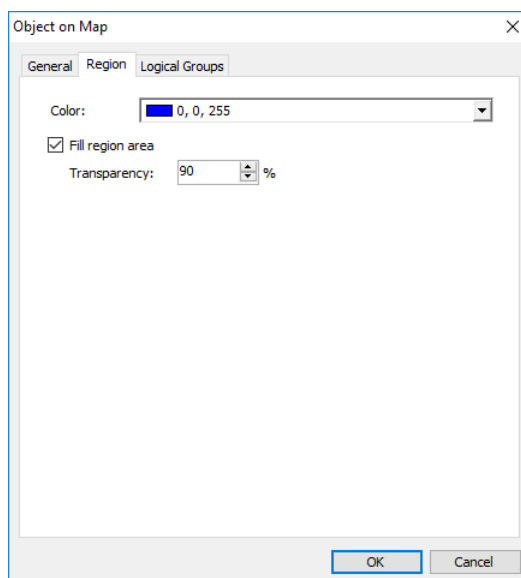 Object on Map
General Region Logical Groups
Color: 0, 0, 255
Fill region area
Transparency: 90 %
OK Cancel